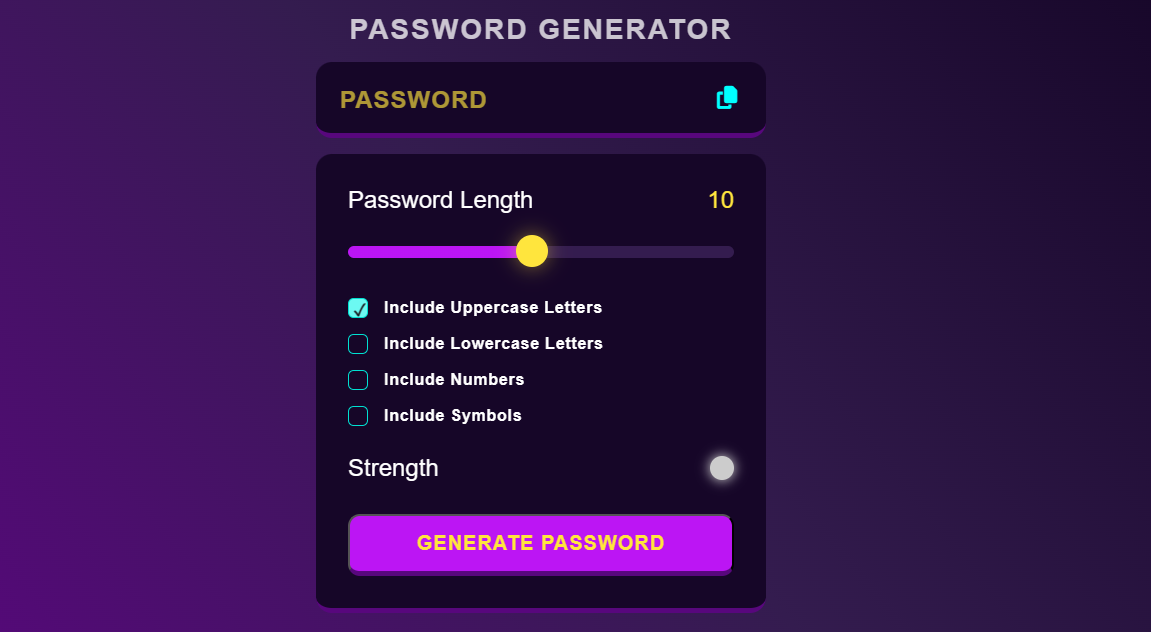 PASSWORD GENERATOR
PASSWORD
Password Length 10
Include Uppercase Letters
Include Lowercase Letters
Include Numbers
Include Symbols
Strength
GENERATE PASSWORD